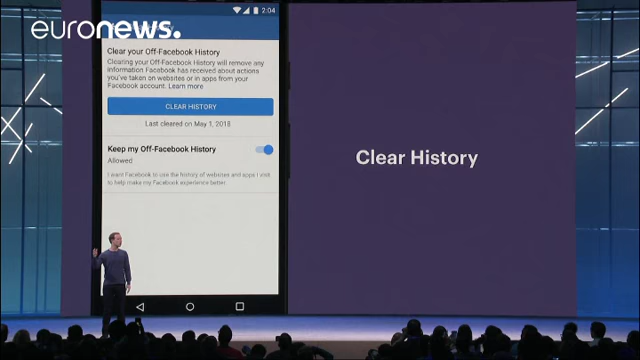 euronews.
2:04
Clear your Off-Facebook History
Clearing your Off-Facebook History will remove any
information Facebook has received about actions
you've taken on websites or in apps from your
Facebook account. Learn more
CLEAR HISTORY
Last cleared on May 1, 2018
Keep my Off-Facebook History
Allowed
I want Facebook to use the history of websites and apps I visit
to help make my Facebook experience better.
Clear History